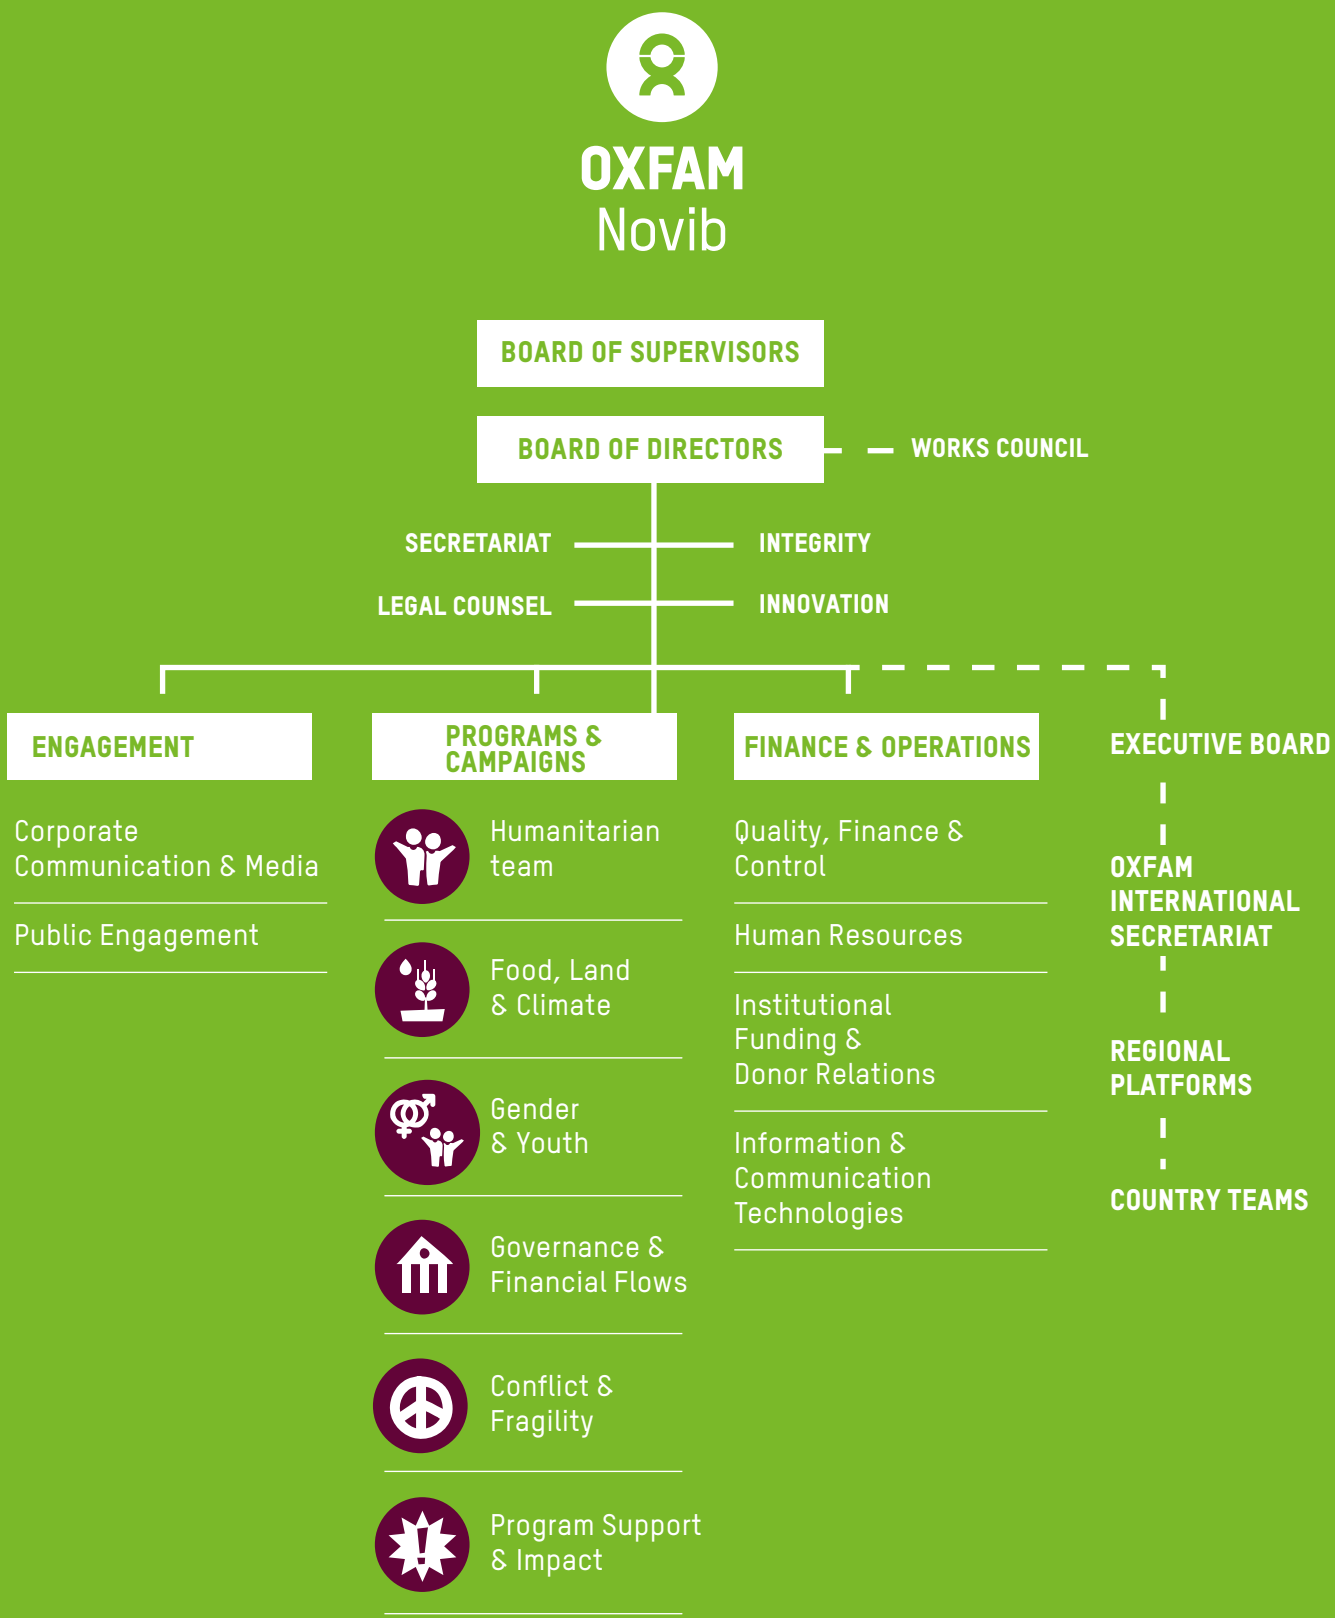 OXFAM
Novib
BOARD OF SUPERVISORS
BOARD OF DIRECTORS
WORKS COUNCIL
SECRETARIAT
INTEGRITY
LEGAL COUNSEL
INNOVATION
ENGAGEMENT
Corporate
Communication & Media
Public Engagement
PROGRAMS &
CAMPAIGNS
Humanitarian
team
Food, Land
& Climate
Gender
& Youth
Governance &
Financial Flows
Conflict &
Fragility
Program Support
& Impact
FINANCE & OPERATIONS
Quality, Finance &
Control
Human Resources
Institutional
Funding &
Donor Relations
Information &
Communication
Technologies
EXECUTIVE BOARD
OXFAM
INTERNATIONAL
SECRETARIAT
REGIONAL
PLATFORMS
COUNTRY TEAMS